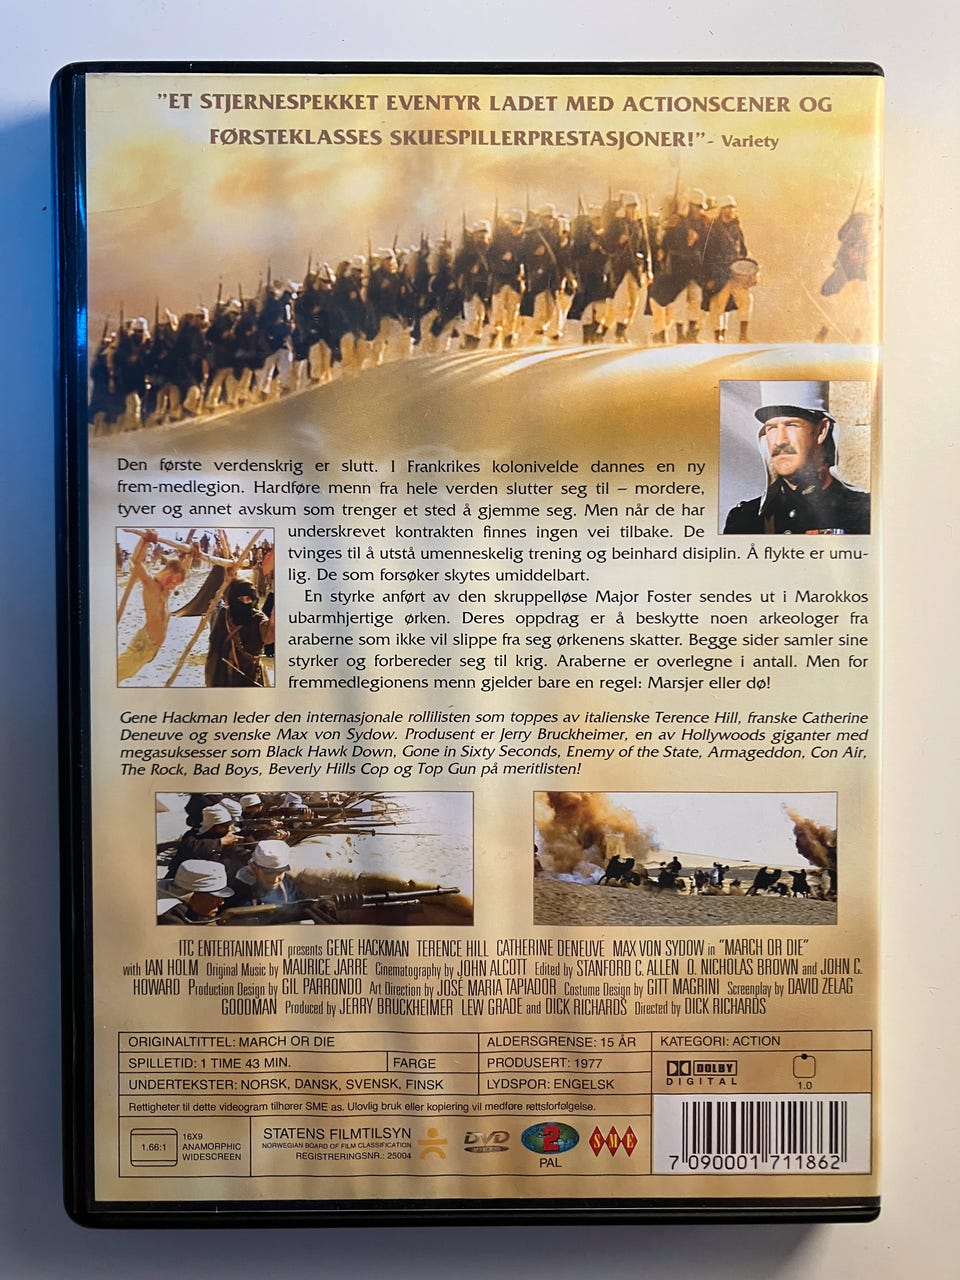 "ET STJERNESPEKKET EVENTYR LADET MED ACTIONSCENER OG
FØRSTEKLASSES SKUESPILLERPRESTASJONER!" - Variety
Den første verdenskrig er slutt. I Frankrikes kolonivelde dannes en ny
frem-medlegion. Hardføre menn fra hele verden slutter seg til – mordere,
tyver og annet avskum som trenger et sted å gjemme seg. Men når de har
underskrevet kontrakten finnes ingen vei tilbake. De
tvinges til å utstå umenneskelig trening og beinhard disiplin. Å flykte er umu-
lig. De som forsøker skytes umiddelbart.
En styrke anført av den skruppelløse Major Foster sendes ut i Marokkos
ubarmhjertige ørken. Deres oppdrag er å beskytte noen arkeologer fra
araberne som ikke vil slippe fra seg ørkenens skatter. Begge sider samler sine
styrker og forbereder seg til krig. Araberne er overlegne i antall. Men for
fremmedlegionens menn gjelder bare en regel: Marsjer eller dø!
Gene Hackman leder den internasjonale rollilisten som toppes av italienske Terence Hill, franske Catherine
Deneuve og svenske Max von Sydow. Produsent er Jerry Bruckheimer, en av Hollywoods giganter med
megasuksesser som Black Hawk Down, Gone in Sixty Seconds, Enemy of the State, Armageddon, Con Air,
The Rock, Bad Boys, Beverly Hills Cop og Top Gun på meritlisten!
ITC ENTERTAINMENT presents GENE HACKMAN TERENCE HILL CATHERINE DENEUVE MAX VON SYDOW in "MARCH OR DIE"
with IAN HOLM Original Music by MAURICE JARRE Cinematography by JOHN ALCOTT Edited by STANFORD C. ALLEN O. NICHOLAS BROWN and JOHN C.
HOWARD Production Design by GIL PARRONDO Art Direction by JOSÉ MARIA TAPIADOR Costume Design by GITT MAGRINI Screenplay by DAVID ZELAG
GOODMAN Produced by JERRY BRUCKHEIMER LEW GRADE and DICK RICHARDS Directed by DICK RICHARDS
ORIGINALTITTEL: MARCH OR DIE ALDERSGRENSE: 15 ÅR KATEGORI: ACTION
SPILLETID: 1 TIME 43 MIN. FARGE PRODUSERT: 1977
UNDERTEKSTER: NORSK, DANSK, SVENSK, FINSK LYDSPOR: ENGELSK
DOLBY
DIGITAL 1.0
Rettigheter til dette videogram tilhører SME as. Ulovlig bruk eller kopiering vil medføre rettsforfølgelse.
1.66:1
16X9
ANAMORPHIC
WIDESCREEN
STATENS FILMTILSYN
NORWEGIAN BOARD OF FILM CLASSIFICATION
REGISTRERINGSNR.: 25004
DVD
2
PAL
SME
7 090001 711862